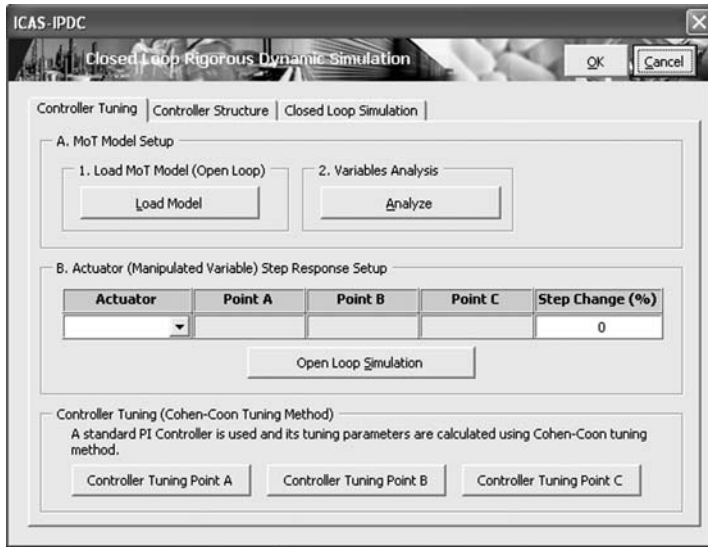 ICAS-IPDC
Closed Loop Rigorous Dynamic Simulation
OK
Cancel
Controller Tuning
Controller Structure
Closed Loop Simulation
A. MoT Model Setup
1. Load MoT Model (Open Loop)
2. Variables Analysis
Load Model
Analyze
B. Actuator (Manipulated Variable) Step Response Setup
Actuator
Point A
Point B
Point C
Step Change (%)
0
Open Loop Simulation
Controller Tuning (Cohen-Coon Tuning Method)
A standard PI Controller is used and its tuning parameters are calculated using Cohen-Coon tuning
method.
Controller Tuning Point A
Controller Tuning Point B
Controller Tuning Point C